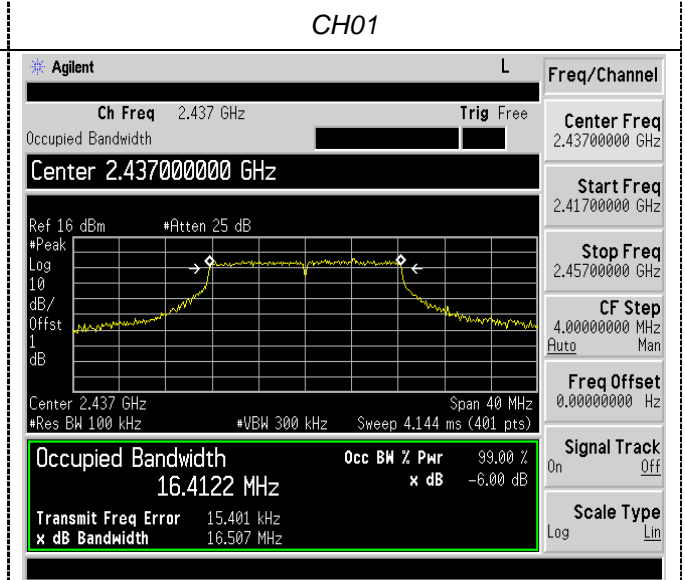 CH01
Agilent L
Ch Freq 2.437 GHz Trig Free
Occupied Bandwidth
Center 2.437000000 GHz
Ref 16 dBm #Atten 25 dB
#Peak
Log
10
dB/
Offst
1
dB
Center 2.437 GHz Span 40 MHz
#Res BW 100 kHz #VBW 300 kHz Sweep 4.144 ms (401 pts)
Occupied Bandwidth Occ BW % Pwr 99.00 %
16.4122 MHz x dB -6.00 dB
Transmit Freq Error 15.401 kHz
x dB Bandwidth 16.507 MHz
Freq/Channel
Center Freq
2.43700000 GHz
Start Freq
2.41700000 GHz
Stop Freq
2.45700000 GHz
CF Step
4.00000000 MHz
Auto Man
Freq Offset
0.00000000 Hz
Signal Track
On Off
Scale Type
Log Lin